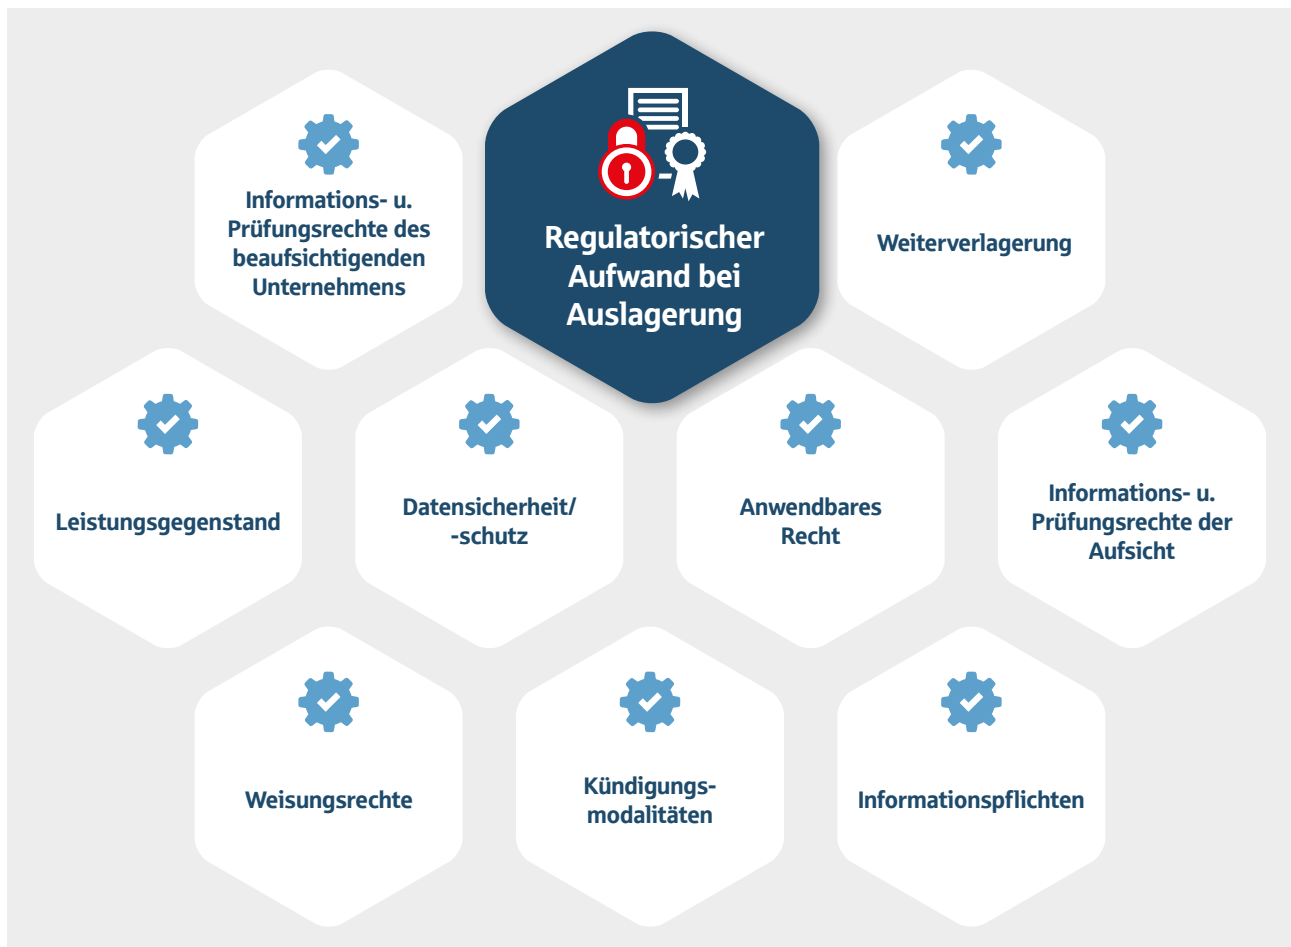 Informations- u.
Prüfungsrechte des
beaufsichtigenden
Unternehmens
Regulatorischer
Aufwand bei
Auslagerung
Weiterverlagerung
Leistungsgegenstand
Datensicherheit/
-schutz
Anwendbares
Recht
Informations- u.
Prüfungsrechte der
Aufsicht
Weisungsrechte
Kündigungs-
modalitäten
Informationspflichten